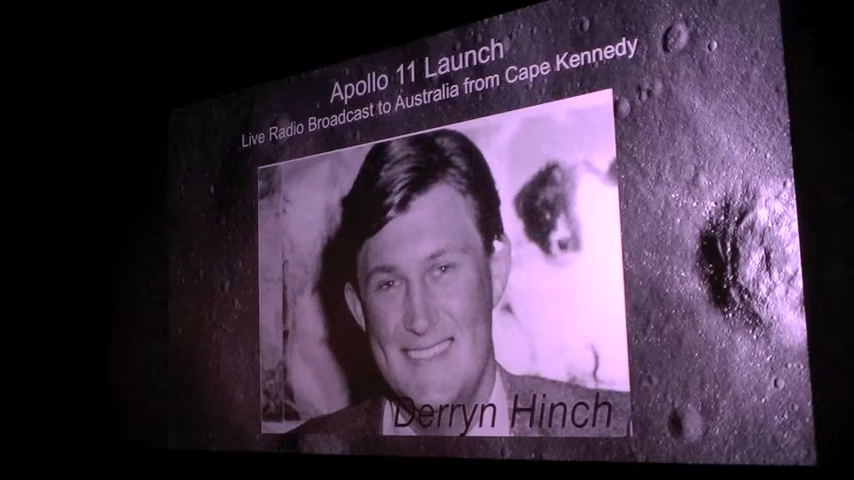 Apollo 11 Launch
Live Radio Broadcast to Australia from Cape Kennedy
Derryn Hinch